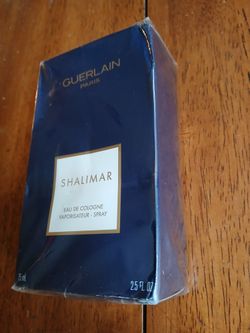 GUERLAIN
PARIS
SHALIMAR
EAU DE COLOGNE
VAPORISATEUR - SPRAY
75 ml
2.5 FL. OZ